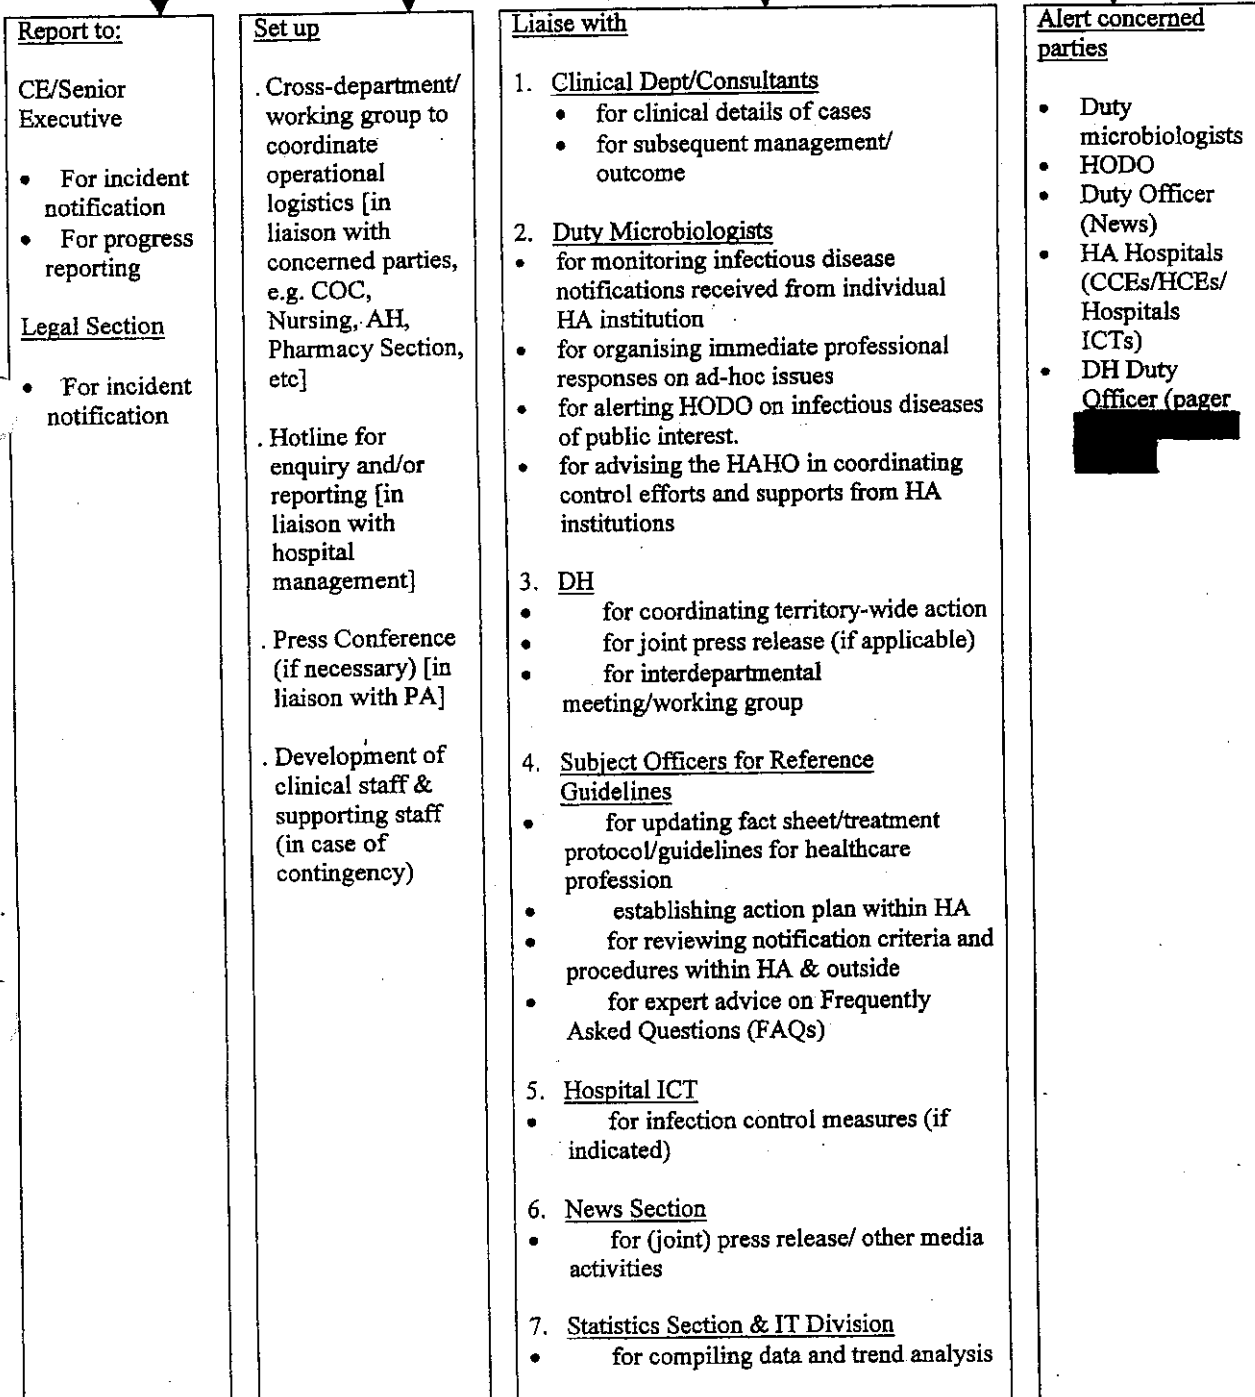 Report to:
CE/Senior
Executive
• For incident
notification
• For progress
reporting
Legal Section
• For incident
notification
Set up
. Cross-department/
working group to
coordinate
operational
logistics [in
liaison with
concerned parties,
e.g. COC,
Nursing, AH,
Pharmacy Section,
etc]
. Hotline for
enquiry and/or
reporting [in
liaison with
hospital
management]
. Press Conference
(if necessary) [in
liaison with PA]
. Development of
clinical staff &
supporting staff
(in case of
contingency)
Liaise with
1. Clinical Dept/Consultants
• for clinical details of cases
• for subsequent management/
outcome
2. Duty Microbiologists
• for monitoring infectious disease
notifications received from individual
HA institution
• for organising immediate professional
responses on ad-hoc issues
• for alerting HODO on infectious diseases
of public interest.
• for advising the HAHO in coordinating
control efforts and supports from HA
institutions
3. DH
• for coordinating territory-wide action
• for joint press release (if applicable)
• for interdepartmental
meeting/working group
4. Subject Officers for Reference
Guidelines
• for updating fact sheet/treatment
protocol/guidelines for healthcare
profession
• establishing action plan within HA
• for reviewing notification criteria and
procedures within HA & outside
• for expert advice on Frequently
Asked Questions (FAQs)
5. Hospital ICT
• for infection control measures (if
indicated)
6. News Section
• for (joint) press release/ other media
activities
7. Statistics Section & IT Division
• for compiling data and trend analysis
Alert concerned
parties
• Duty
microbiologists
• HODO
• Duty Officer
(News)
• HA Hospitals
(CCEs/HCEs/
Hospitals
ICTs)
• DH Duty
Officer (pager